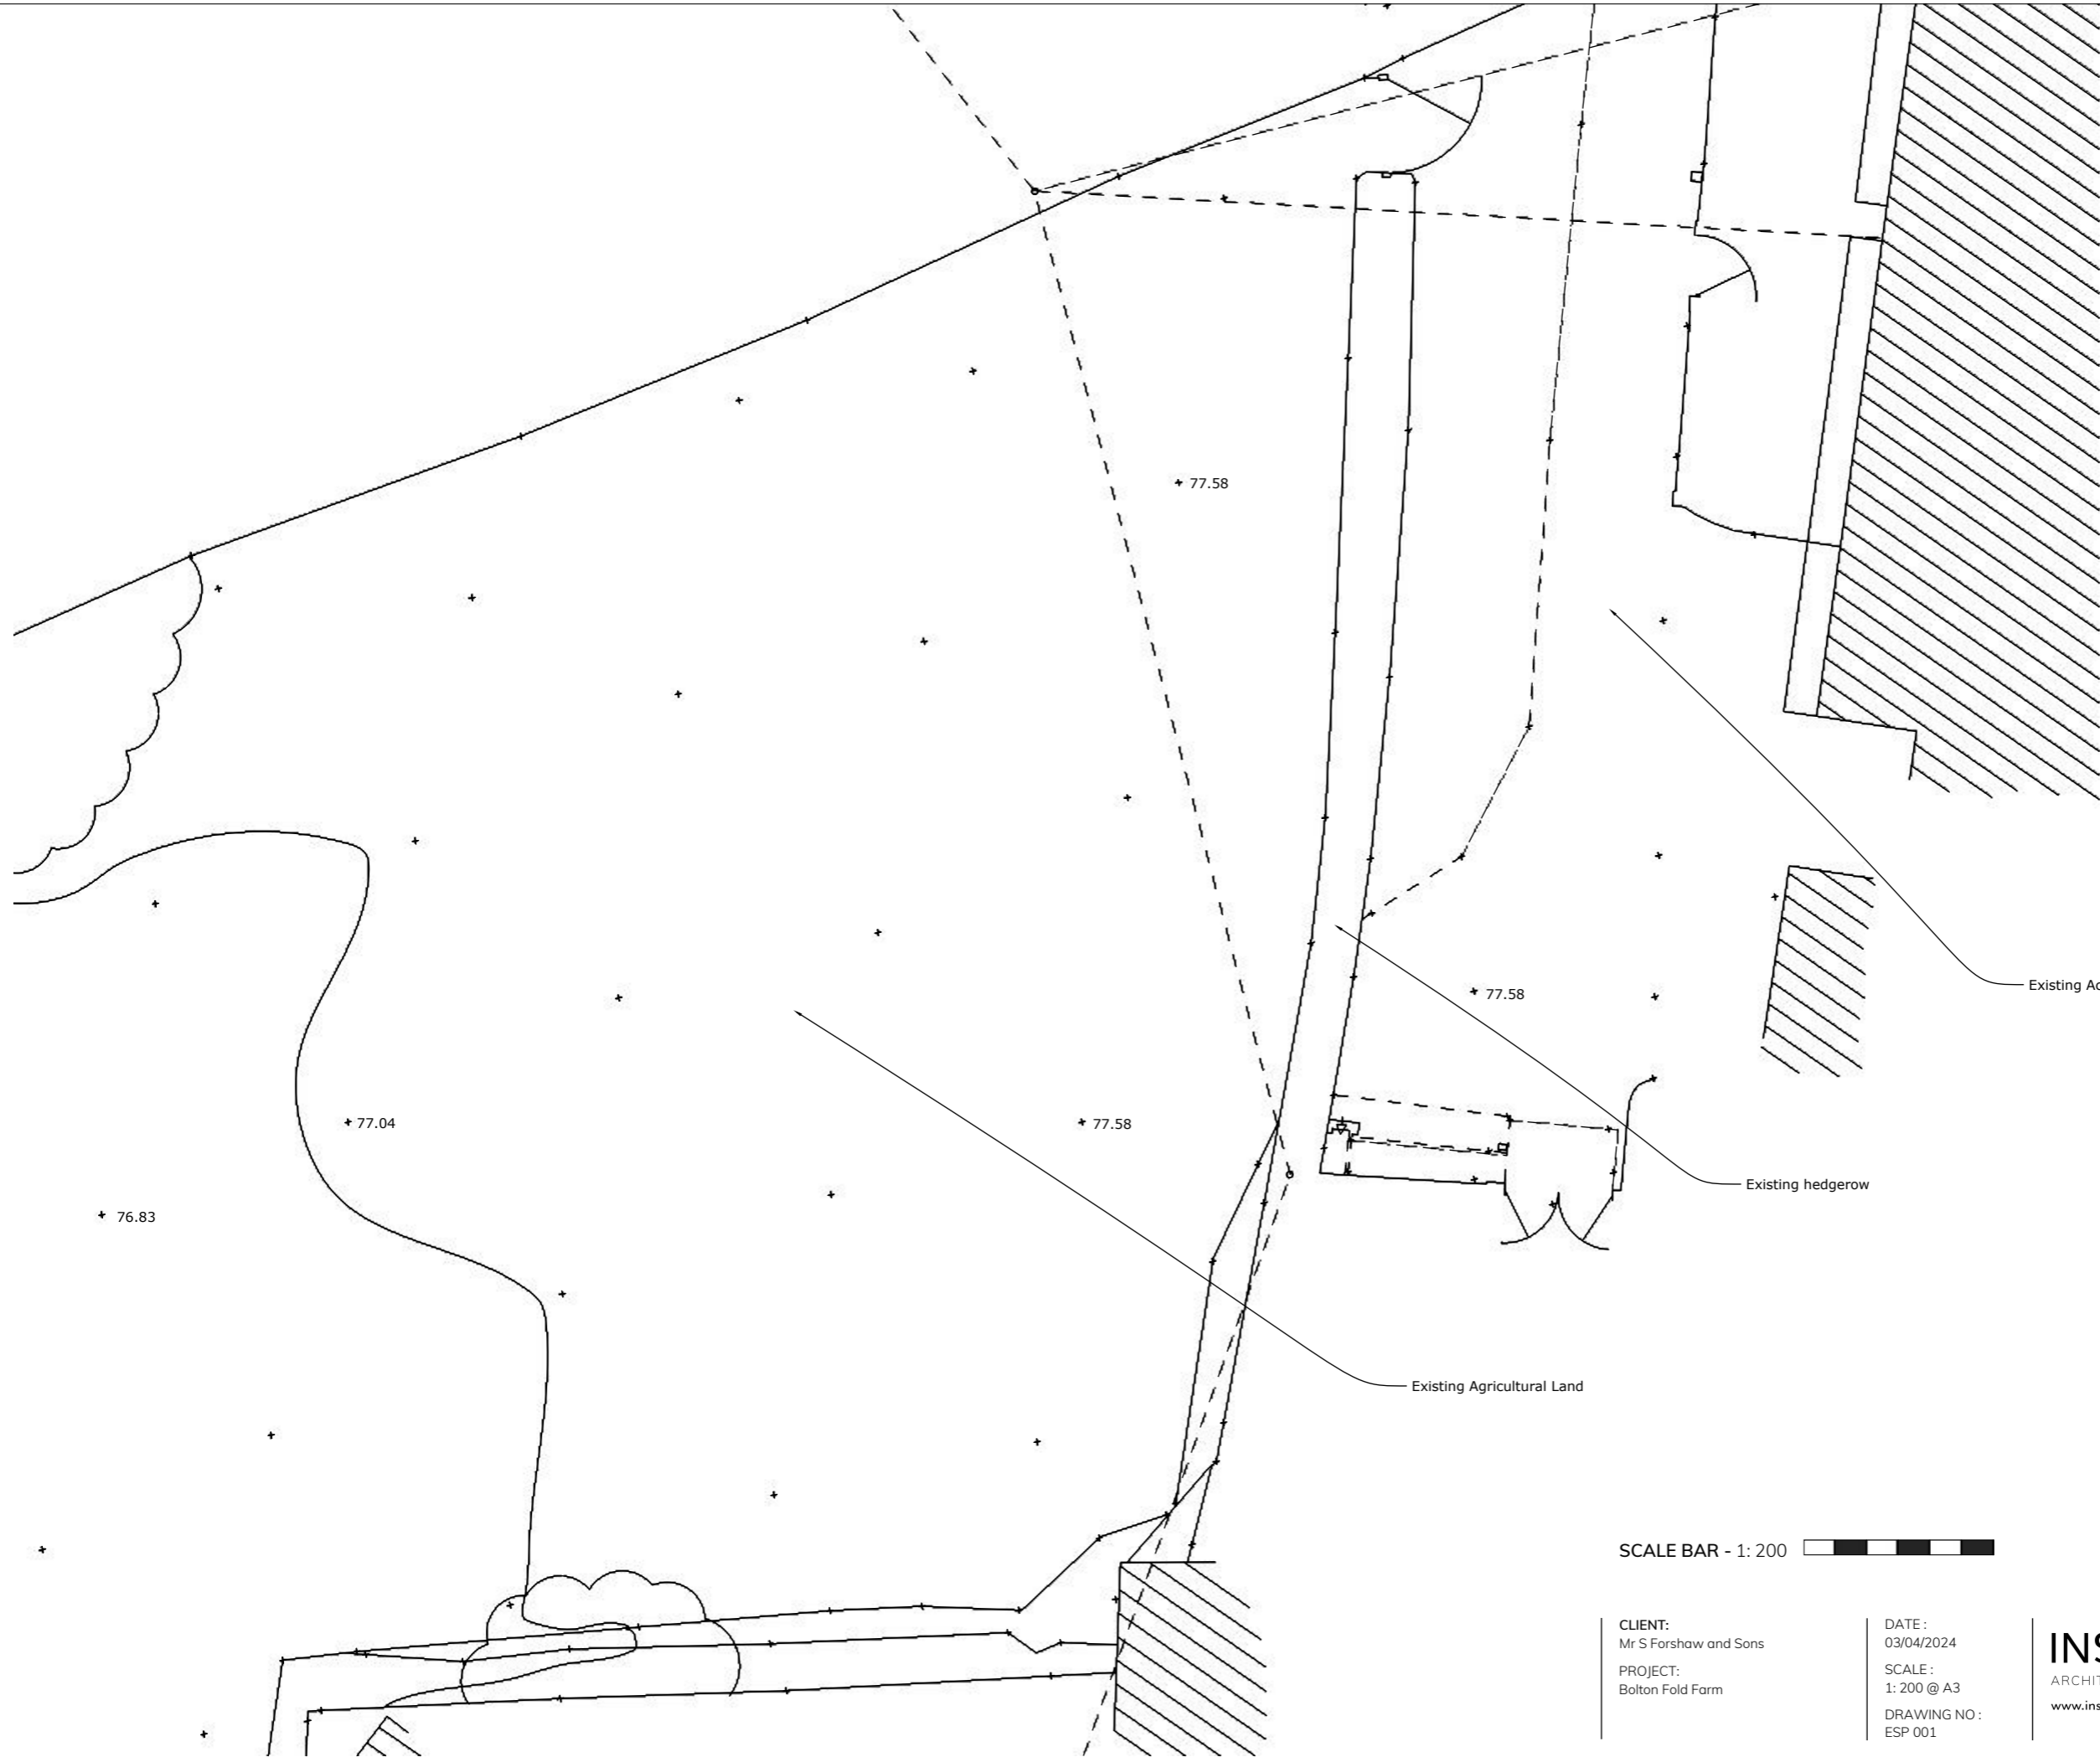 77.58
Existing
77.58
77.04
77.58
Existing hedgerow
76.83
Existing Agricultural Land
SCALE BAR - 1: 200
CLIENT:
Mr S Forshaw and Sons
PROJECT:
Bolton Fold Farm
DATE :
03/04/2024
SCALE :
1: 200 @ A3
DRAWING NO :
ESP 001